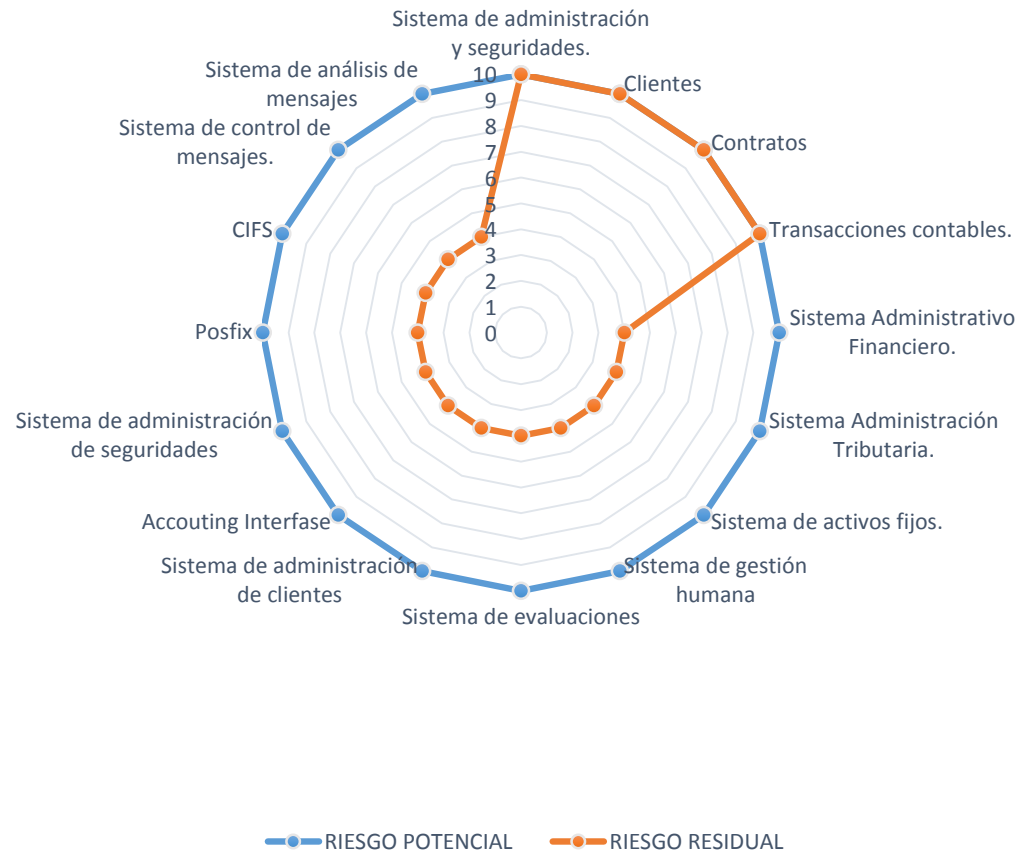 Sistema de administración
y seguridades.
Clientes
Contratos
Transacciones contables.
Sistema Administrativo
Financiero.
Sistema Administración
Tributaria.
Sistema de activos fijos.
Sistema de gestión
humana
Sistema de evaluaciones
Sistema de administración
de clientes
Accouting Interfase
Sistema de administración
de seguridades
Posfix
CIFS
Sistema de control de
mensajes.
Sistema de análisis de
mensajes
10
9
8
7
6
5
4
3
2
1
0
RIESGO POTENCIAL
RIESGO RESIDUAL